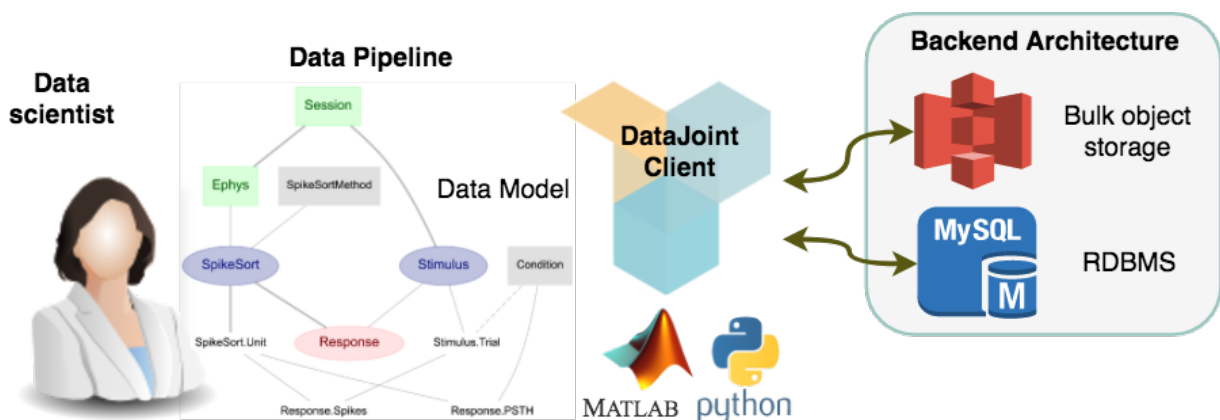 Data
scientist
Data Pipeline
Session
Ephys
SpikeSortMethod
Data Model
SpikeSort
Stimulus
Condition
SpikeSort.Unit
Response
Stimulus.Trial
Response.Spikes
Response.PSTH
DataJoint
Client
MATLAB
python
Backend Architecture
Bulk object
storage
MySQL
M
RDBMS